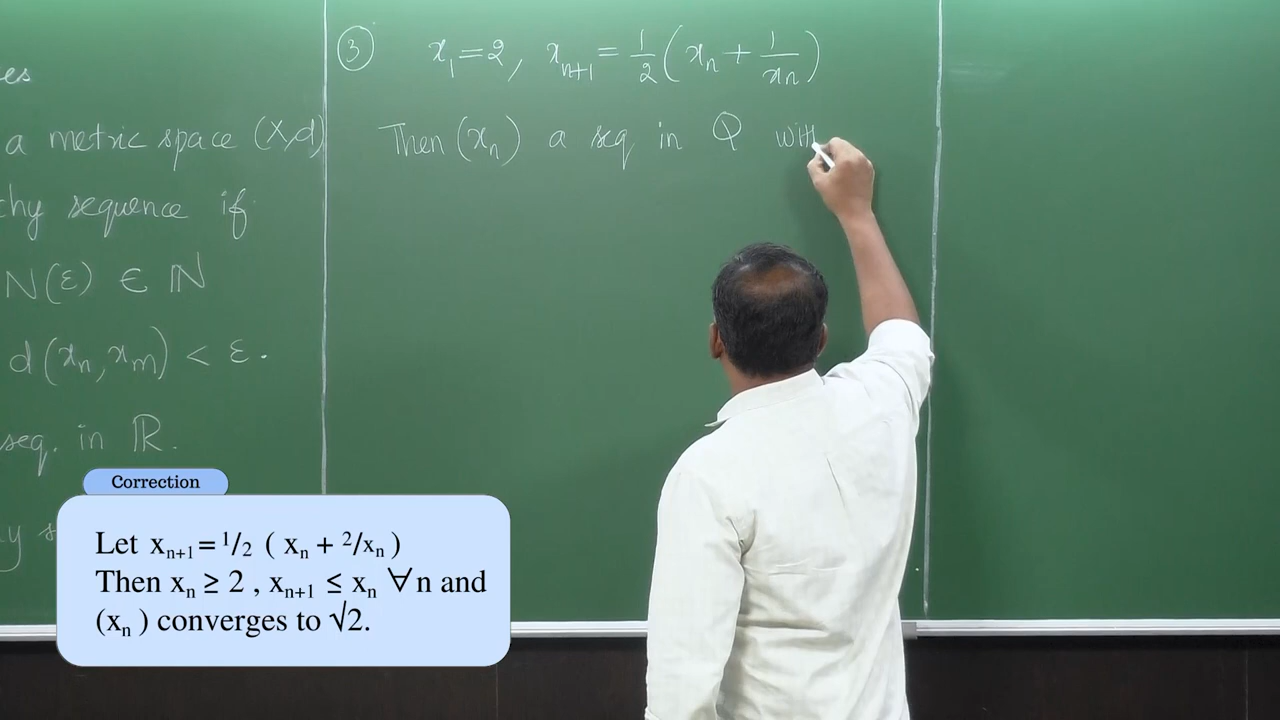 es
a metric space (X,d)
chy sequence if
N(ε) ∈ ℕ
d(xₙ, xₘ) < ε.
seq. in ℝ.
y s
③ x₁ = 2, xₙ₊₁ = 1/2 (xₙ + 1/xₙ)
Then (xₙ) a seq in Q with
Correction
Let xₙ₊₁ = 1/2 ( xₙ + 2/xₙ )
Then xₙ ≥ 2 , xₙ₊₁ ≤ xₙ ∀n and
(xₙ ) converges to √2.